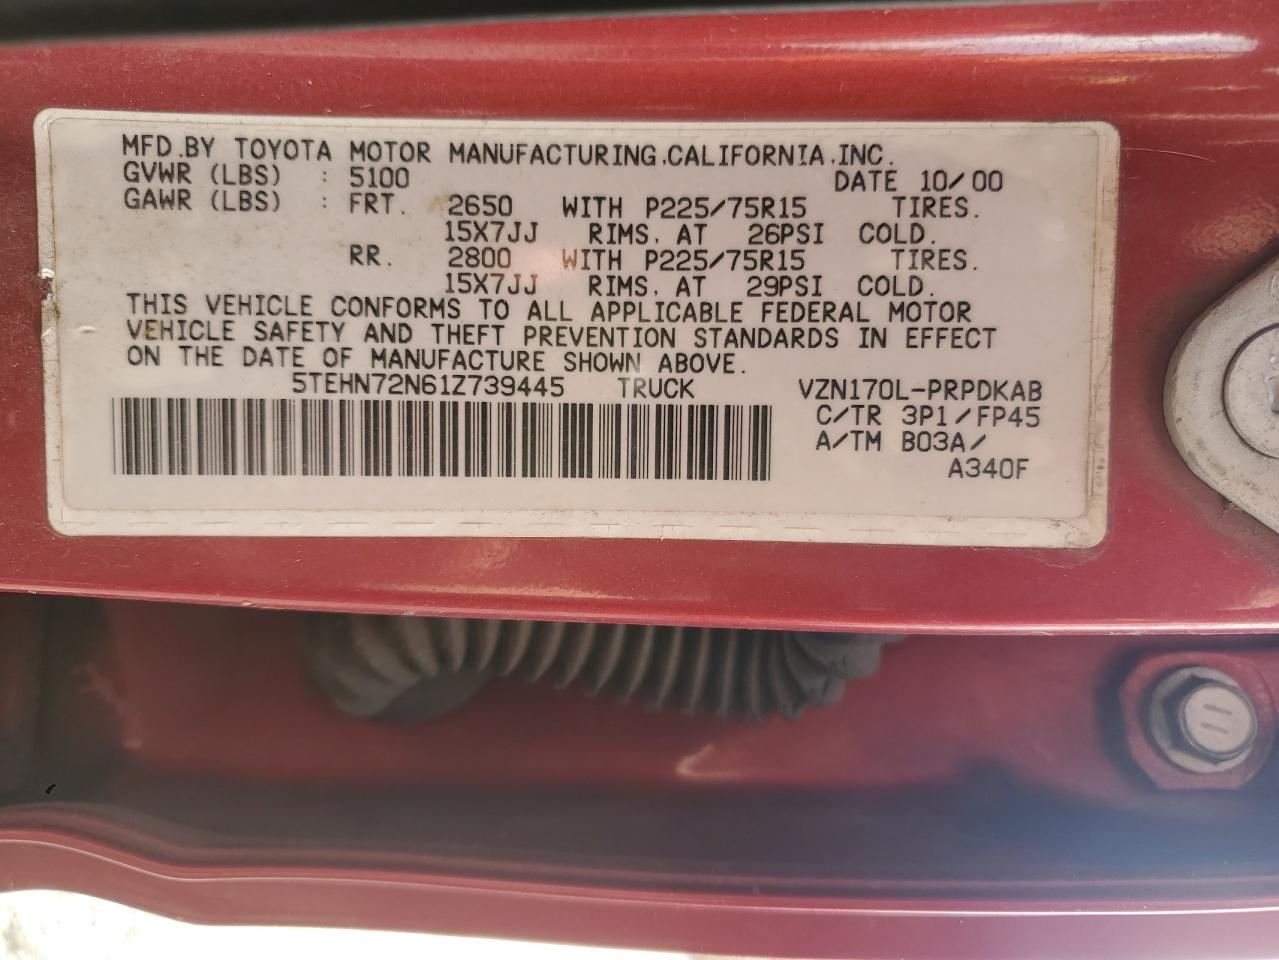 MFD.BY TOYOTA MOTOR MANUFACTURING.CALIFORNIA.INC.
GVWR (LBS) : 5100 DATE 10/00
GAWR (LBS) : FRT. 2650 WITH P225/75R15 TIRES.
15X7JJ RIMS. AT 26PSI COLD.
RR. 2800 WITH P225/75R15 TIRES.
15X7JJ RIMS. AT 29PSI COLD.
THIS VEHICLE CONFORMS TO ALL APPLICABLE FEDERAL MOTOR
VEHICLE SAFETY AND THEFT PREVENTION STANDARDS IN EFFECT
ON THE DATE OF MANUFACTURE SHOWN ABOVE.
5TEHN72N61Z739445 TRUCK VZN170L-PRPDKAB
C/TR 3P1/FP45
A/TM B03A/
A340F